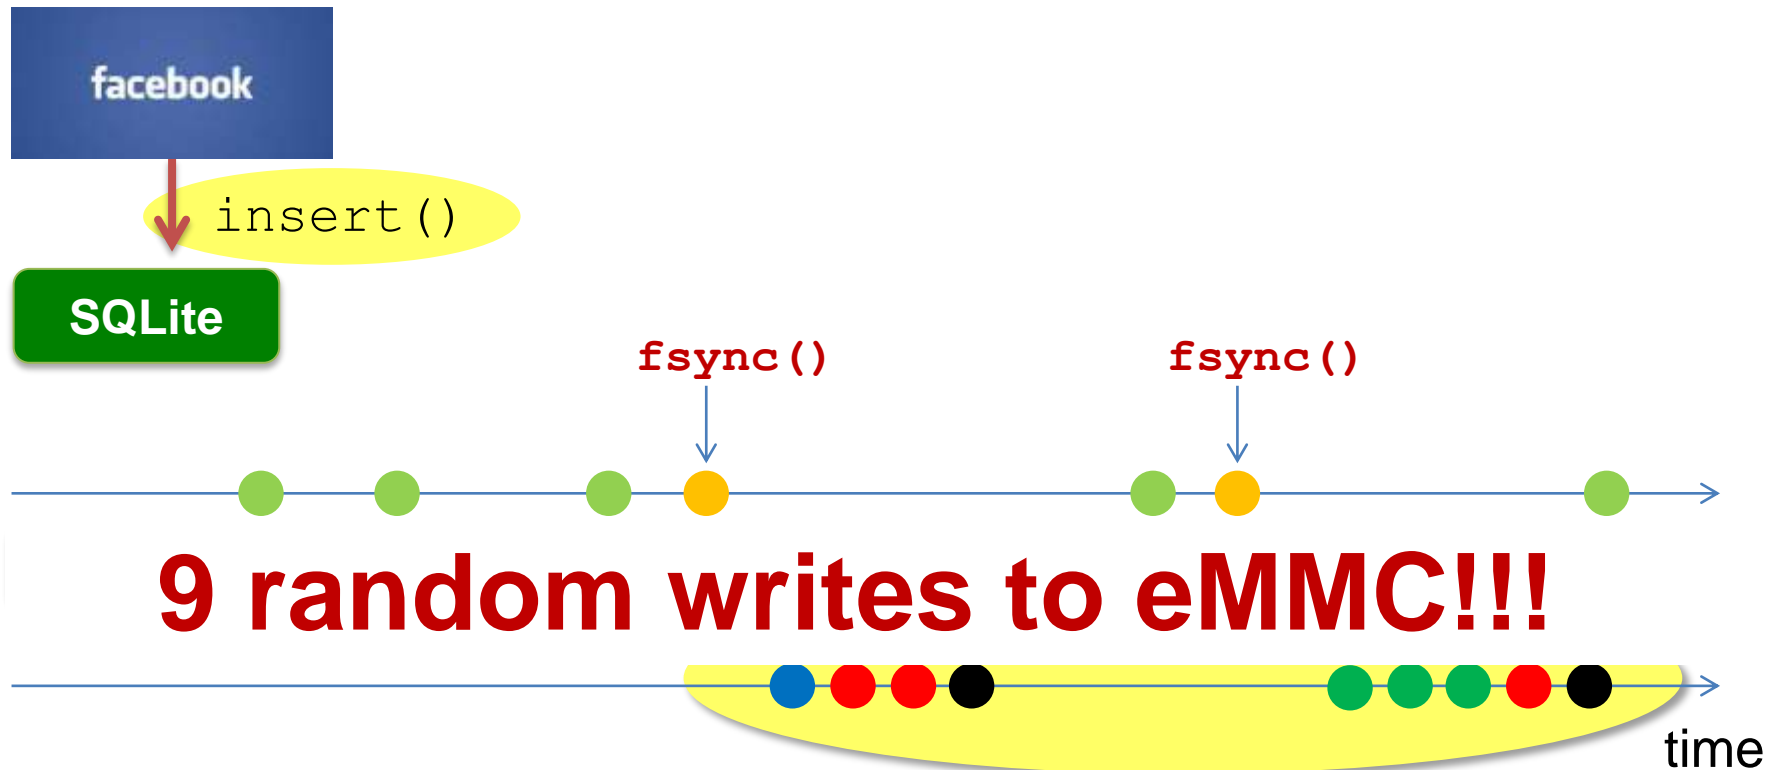 facebook
insert()
SQLite
fsync() fsync()
9 random writes to eMMC!!!
time